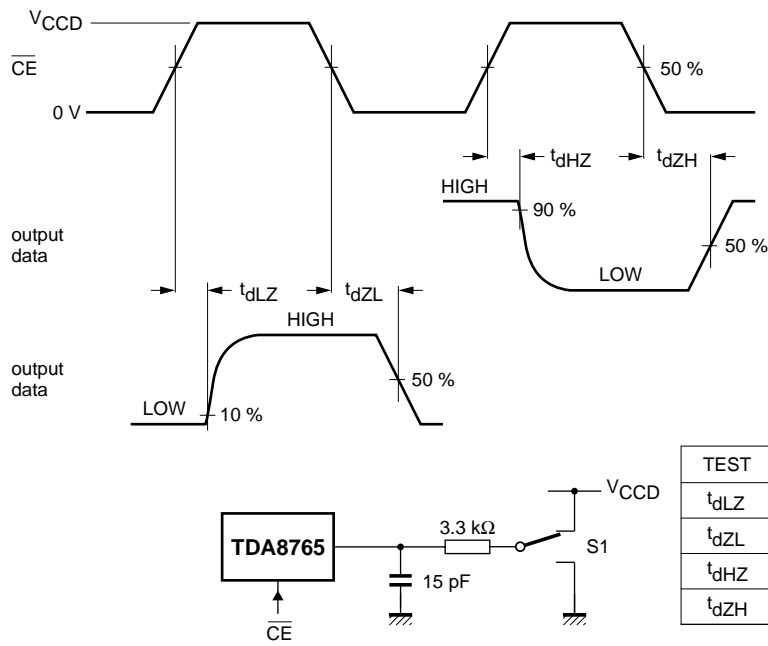 VCCD
CE
50 %
0 V
tdHZ
tdZH
HIGH
90 %
output
data
50 %
LOW
tdLZ
tdZL
HIGH
output
data
50 %
LOW
10 %
TEST
VCCD
tdLZ
3.3 kΩ
TDA8765
S1
tdZL
15 pF
tdHZ
CE
tdZH